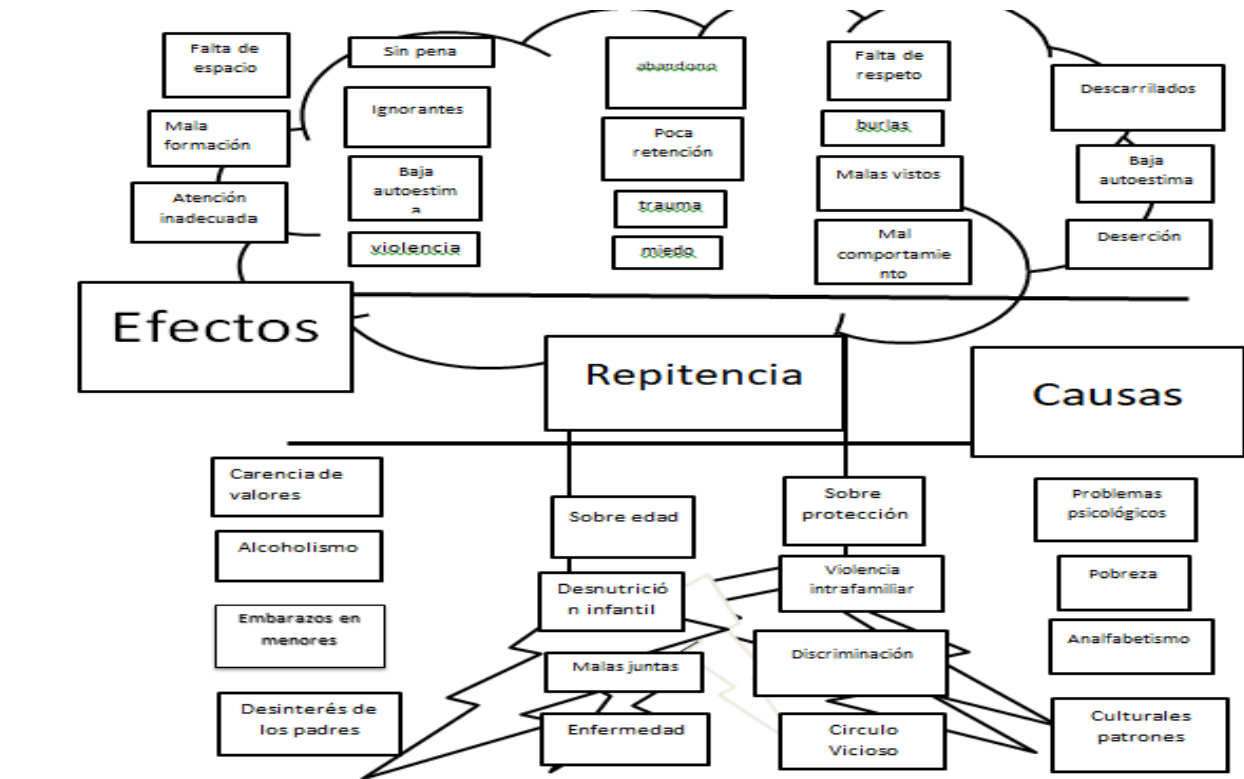 Falta de
espacio
Mala
formación
Atención
inadecuada
Sin pena
Ignorantes
Baja
autoestim
a
violencia
abandono
Poca
retención
trauma
miedo
Falta de
respeto
burlas
Malas vistos
Mal
comportamie
nto
Descarrilados
Baja
autoestima
Deserción
Efectos
Repitencia
Causas
Carencia de
valores
Alcoholismo
Embarazos en
menores
Desinterés de
los padres
Sobre edad
Desnutrició
n infantil
Malas juntas
Enfermedad
Sobre
protección
Violencia
intrafamiliar
Discriminación
Circulo
Vicioso
Problemas
psicológicos
Pobreza
Analfabetismo
Culturales
patrones